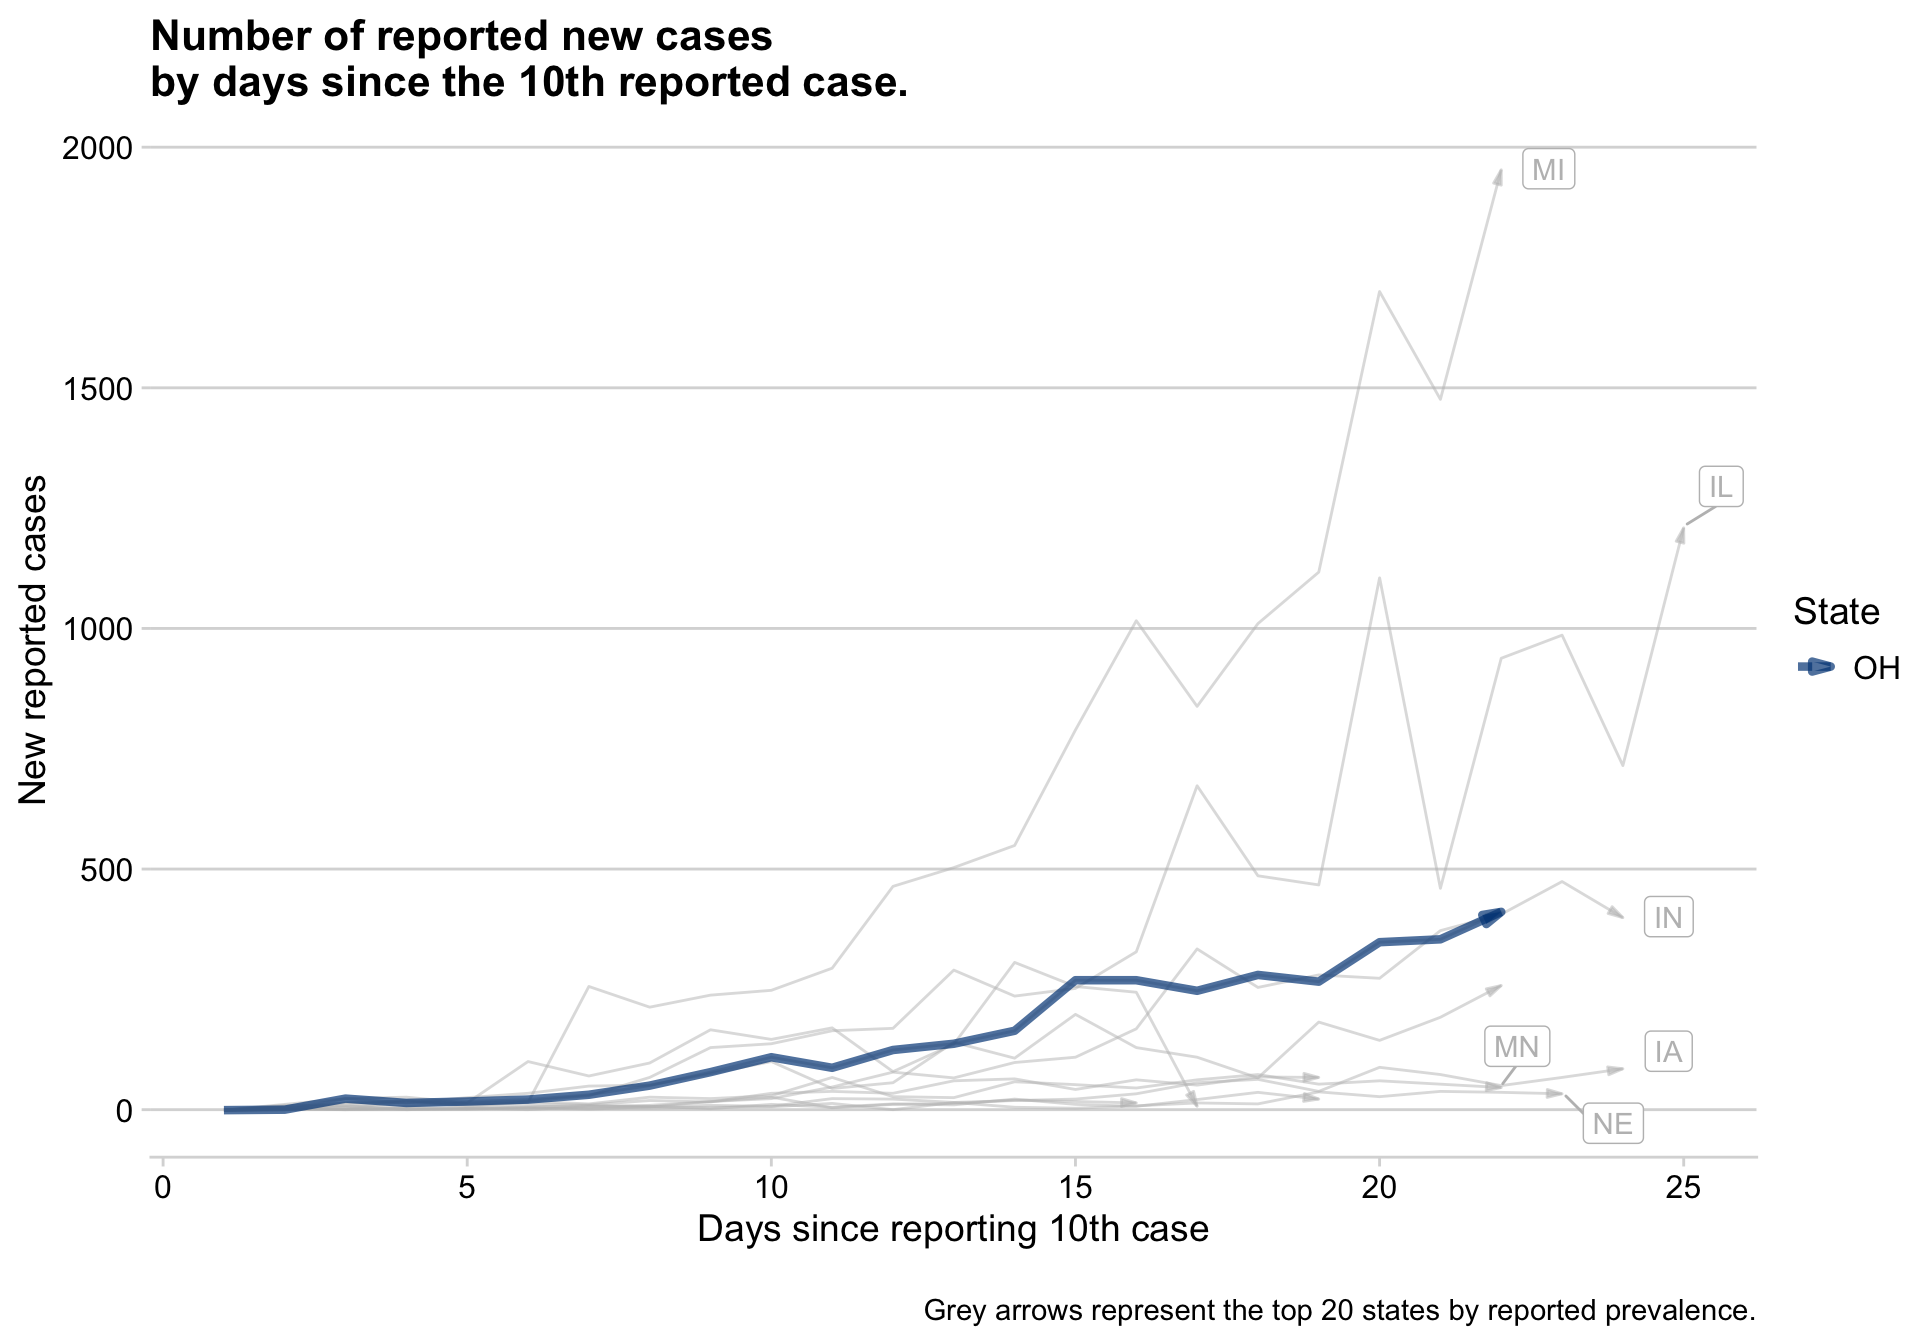 Number of reported new cases
by days since the 10th reported case.
2000
1500
1000
500
0
New reported cases
MI
IL
IN
MN
IA
NE
State
OH
0
5
10
15
20
25
Days since reporting 10th case
Grey arrows represent the top 20 states by reported prevalence.